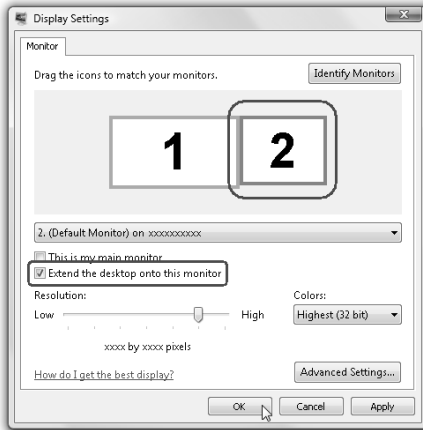 Display Settings
Monitor
Drag the icons to match your monitors.
Identify Monitors
1
2
2. (Default Monitor) on xxxxxxxxxx
This is my main monitor
Extend the desktop onto this monitor
Resolution:
Colors:
Low
High
Highest (32 bit)
xxxx by xxxx pixels
How do I get the best display?
Advanced Settings...
OK
Cancel
Apply